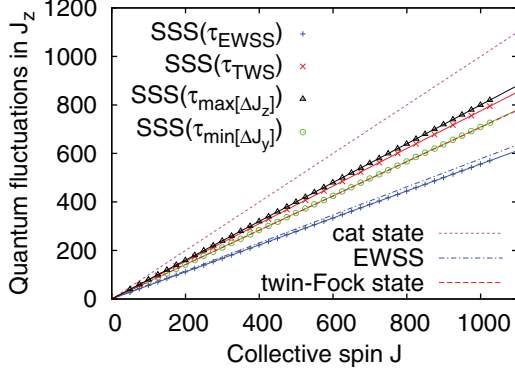 Quantum fluctuations in J_z
1200
1000
800
600
400
200
0
SSS(τ_EWSS)
SSS(τ_TWS)
SSS(τ_max[ΔJ_z])
SSS(τ_min[ΔJ_y])
cat state
EWSS
twin-Fock state
0 200 400 600 800 1000
Collective spin J